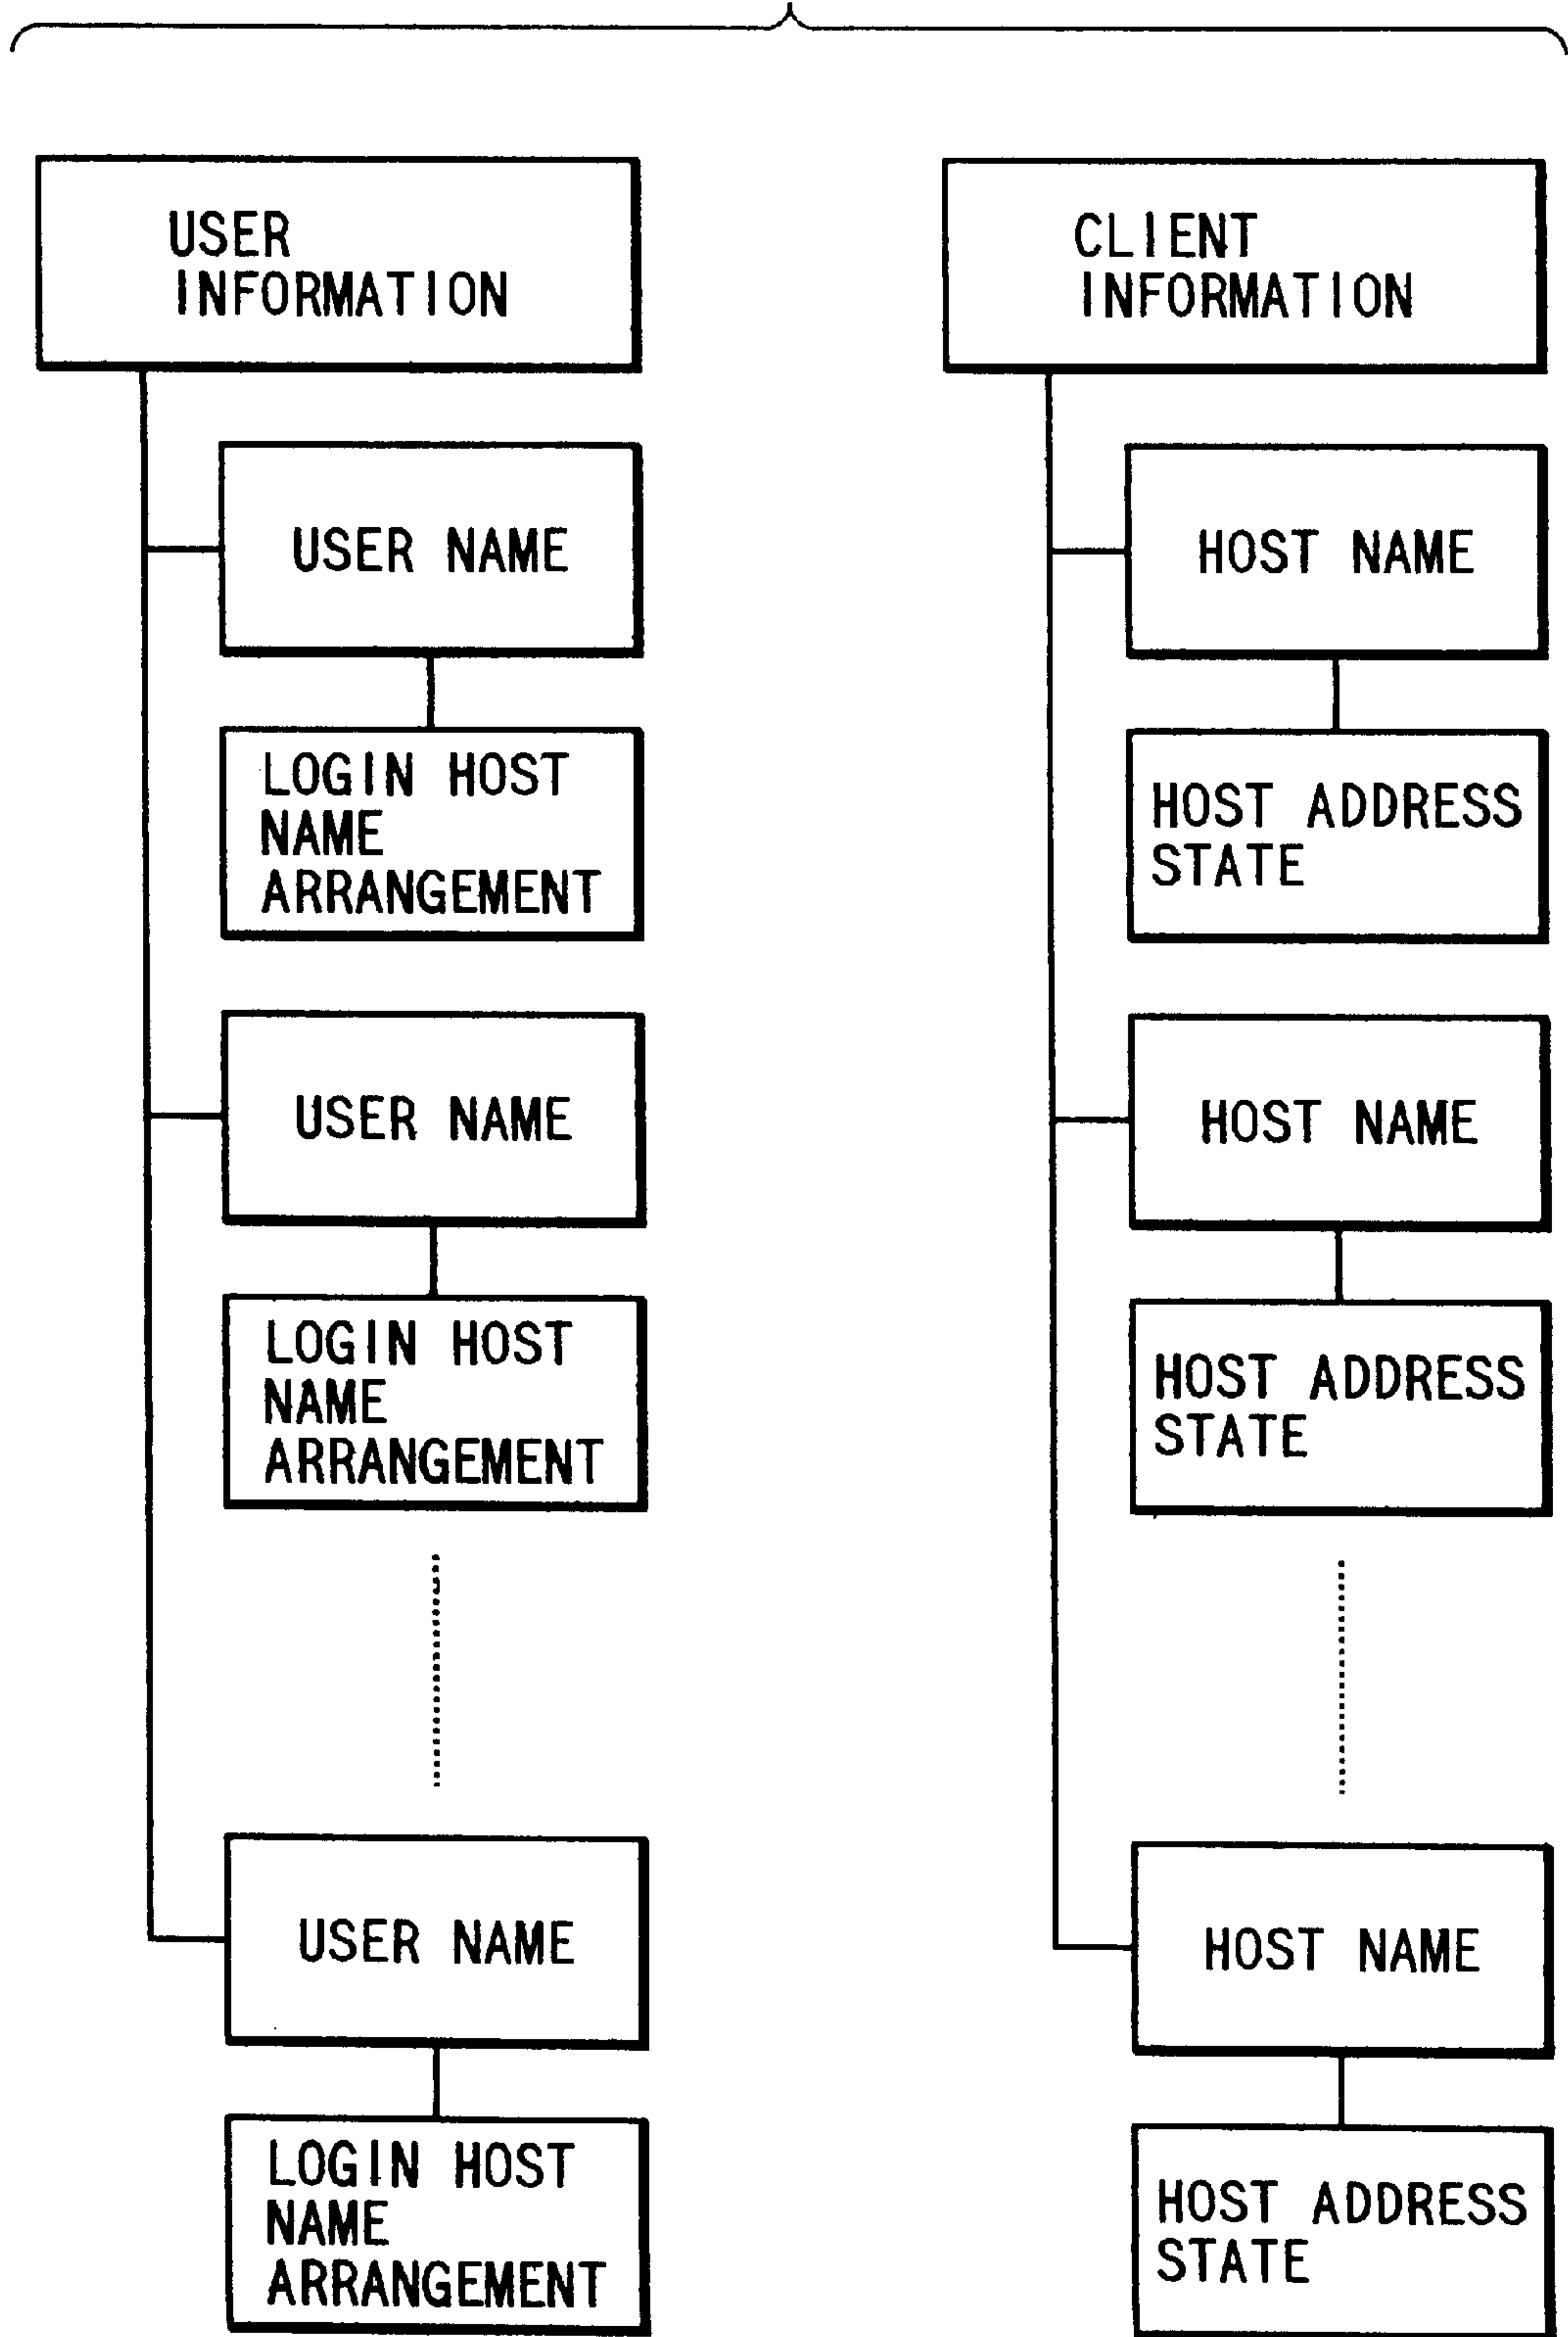 USER
INFORMATION
USER NAME
LOGIN HOST
NAME
ARRANGEMENT
USER NAME
LOGIN HOST
NAME
ARRANGEMENT
USER NAME
LOGIN HOST
NAME
ARRANGEMENT
CLIENT
INFORMATION
HOST NAME
HOST ADDRESS
STATE
HOST NAME
HOST ADDRESS
STATE
HOST NAME
HOST ADDRESS
STATE